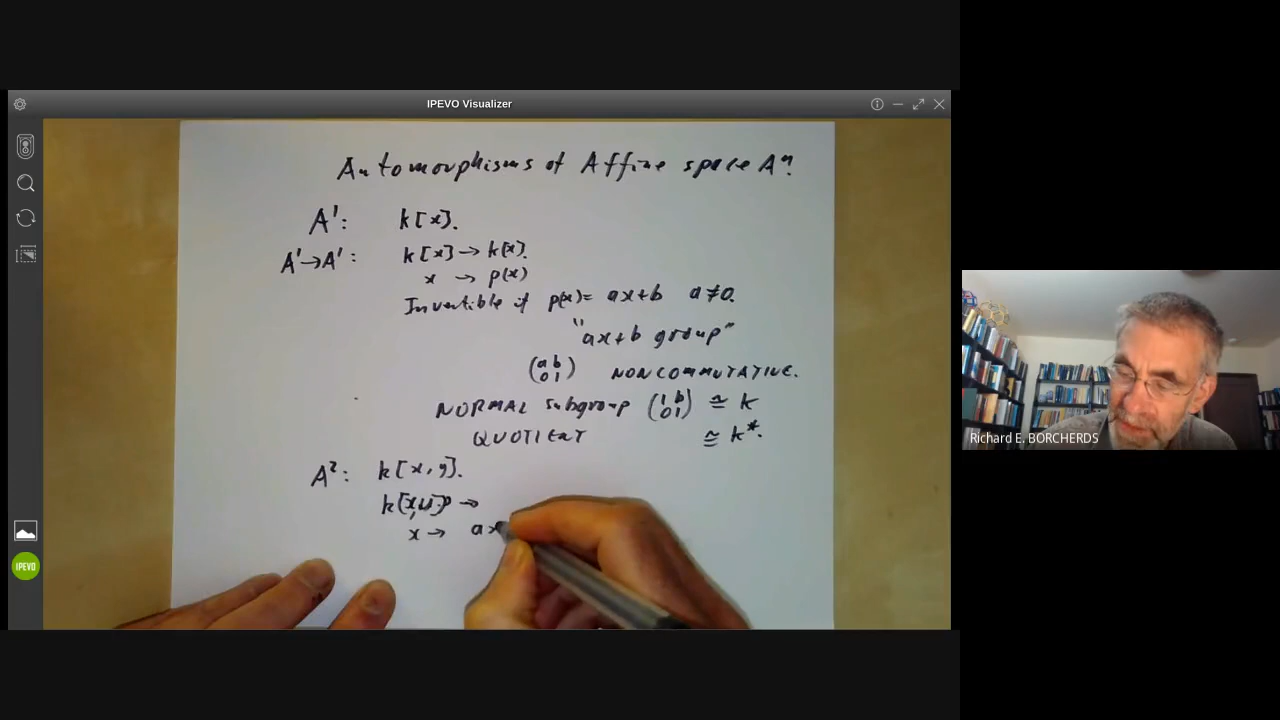 IPEVO Visualizer
Automorphisms of Affine space Aⁿ.
A¹: k[x].
A¹→A¹: k[x] → k[x].
x → p(x)
Invertible if p(x) = ax+b a≠0.
"ax+b group"
(a b
0 1) NONCOMMUTATIVE.
NORMAL subgroup (1 b
0 1) ≅ k
QUOTIENT ≅ k*.
A²: k[x,y].
k[x,y] →
x → ax
IPEVO
Richard E. BORCHERDS